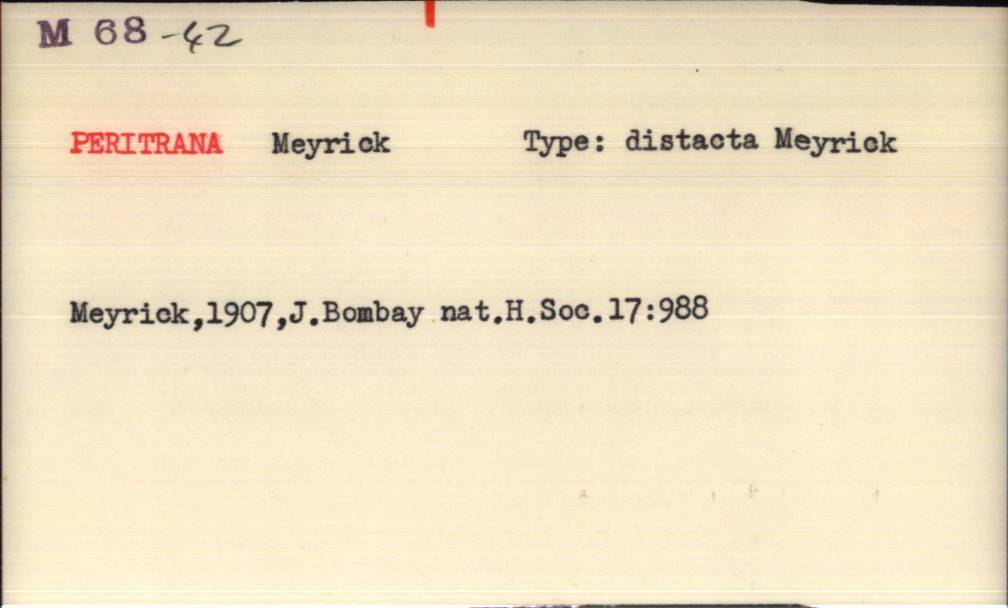 M 68 -42
PERITRANA Meyrick Type: distacta Meyrick
Meyrick,1907,J.Bombay nat.H.Soc.17:988